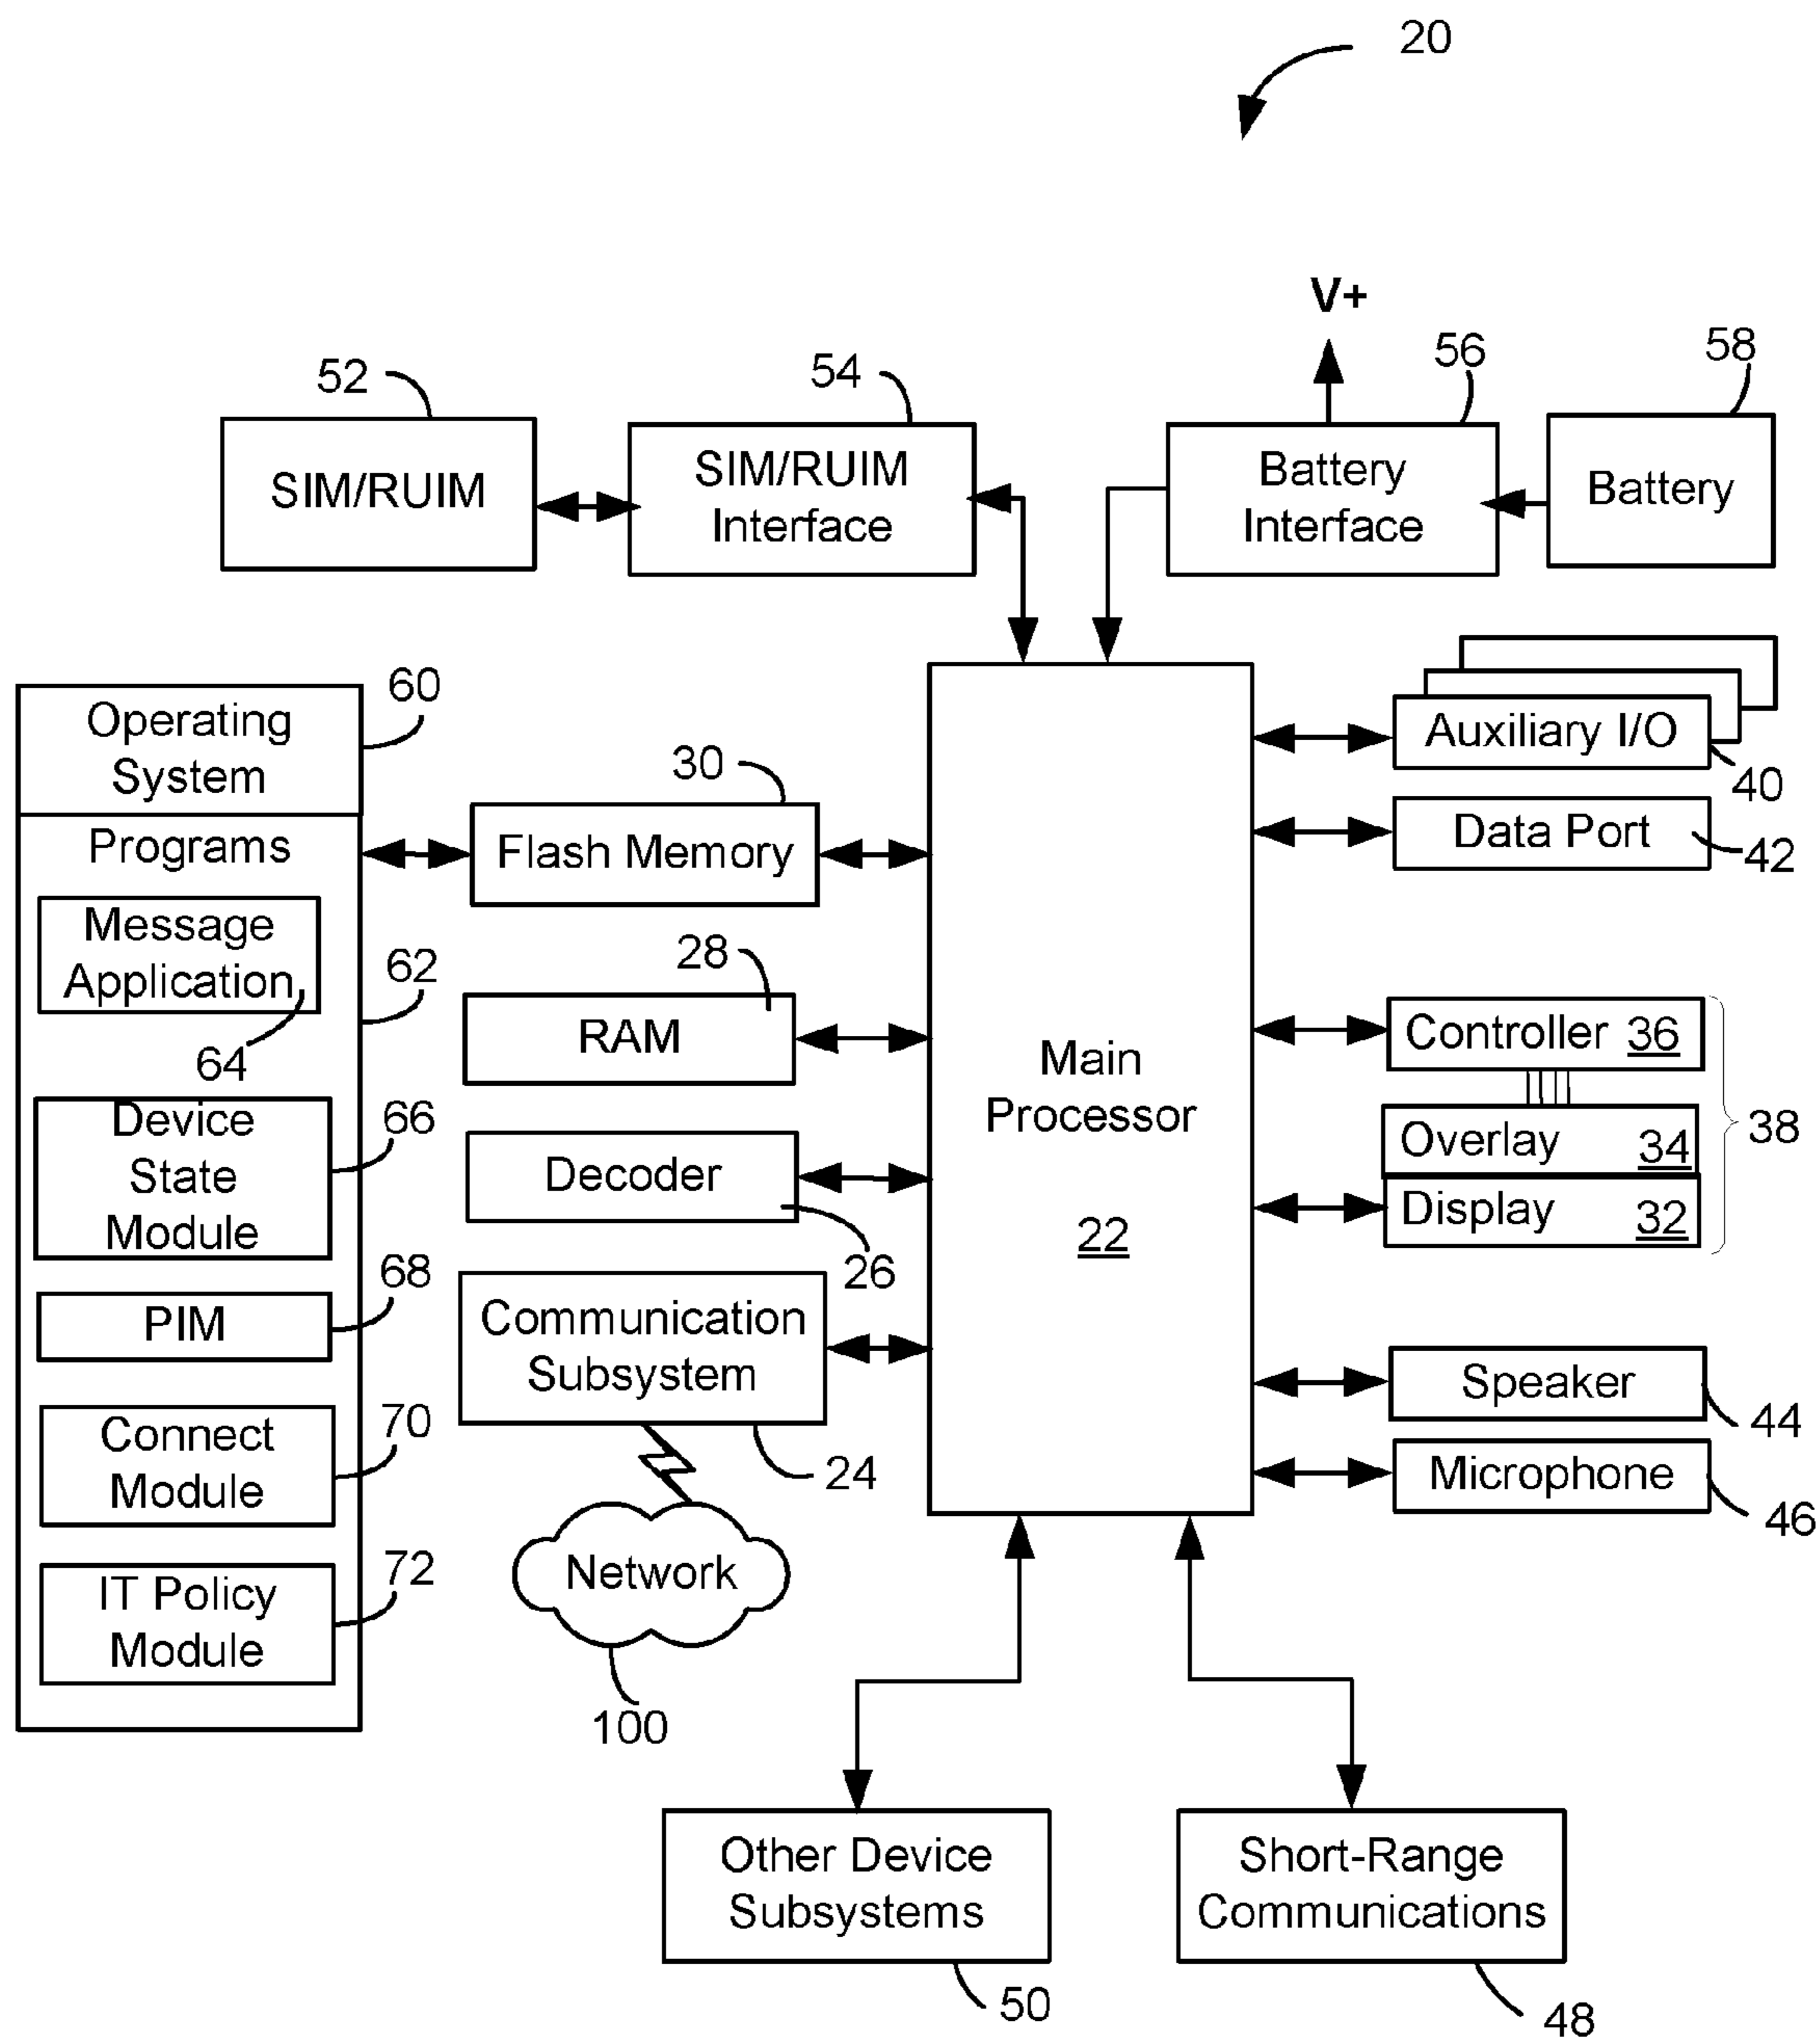 20
V+
52
54
56
58
SIM/RUIM
SIM/RUIM
Interface
Battery
Interface
Battery
60
Operating
System
Programs
Message
Application
64
62
Device
State
Module
66
PIM
68
Connect
Module
70
IT Policy
Module
72
30
Flash Memory
28
RAM
Decoder
26
Communication
Subsystem
24
Network
100
Main
Processor
22
Auxiliary I/O
40
Data Port
42
Controller 36
Overlay 34
Display 32
38
Speaker
44
Microphone
46
Other Device
Subsystems
50
Short-Range
Communications
48